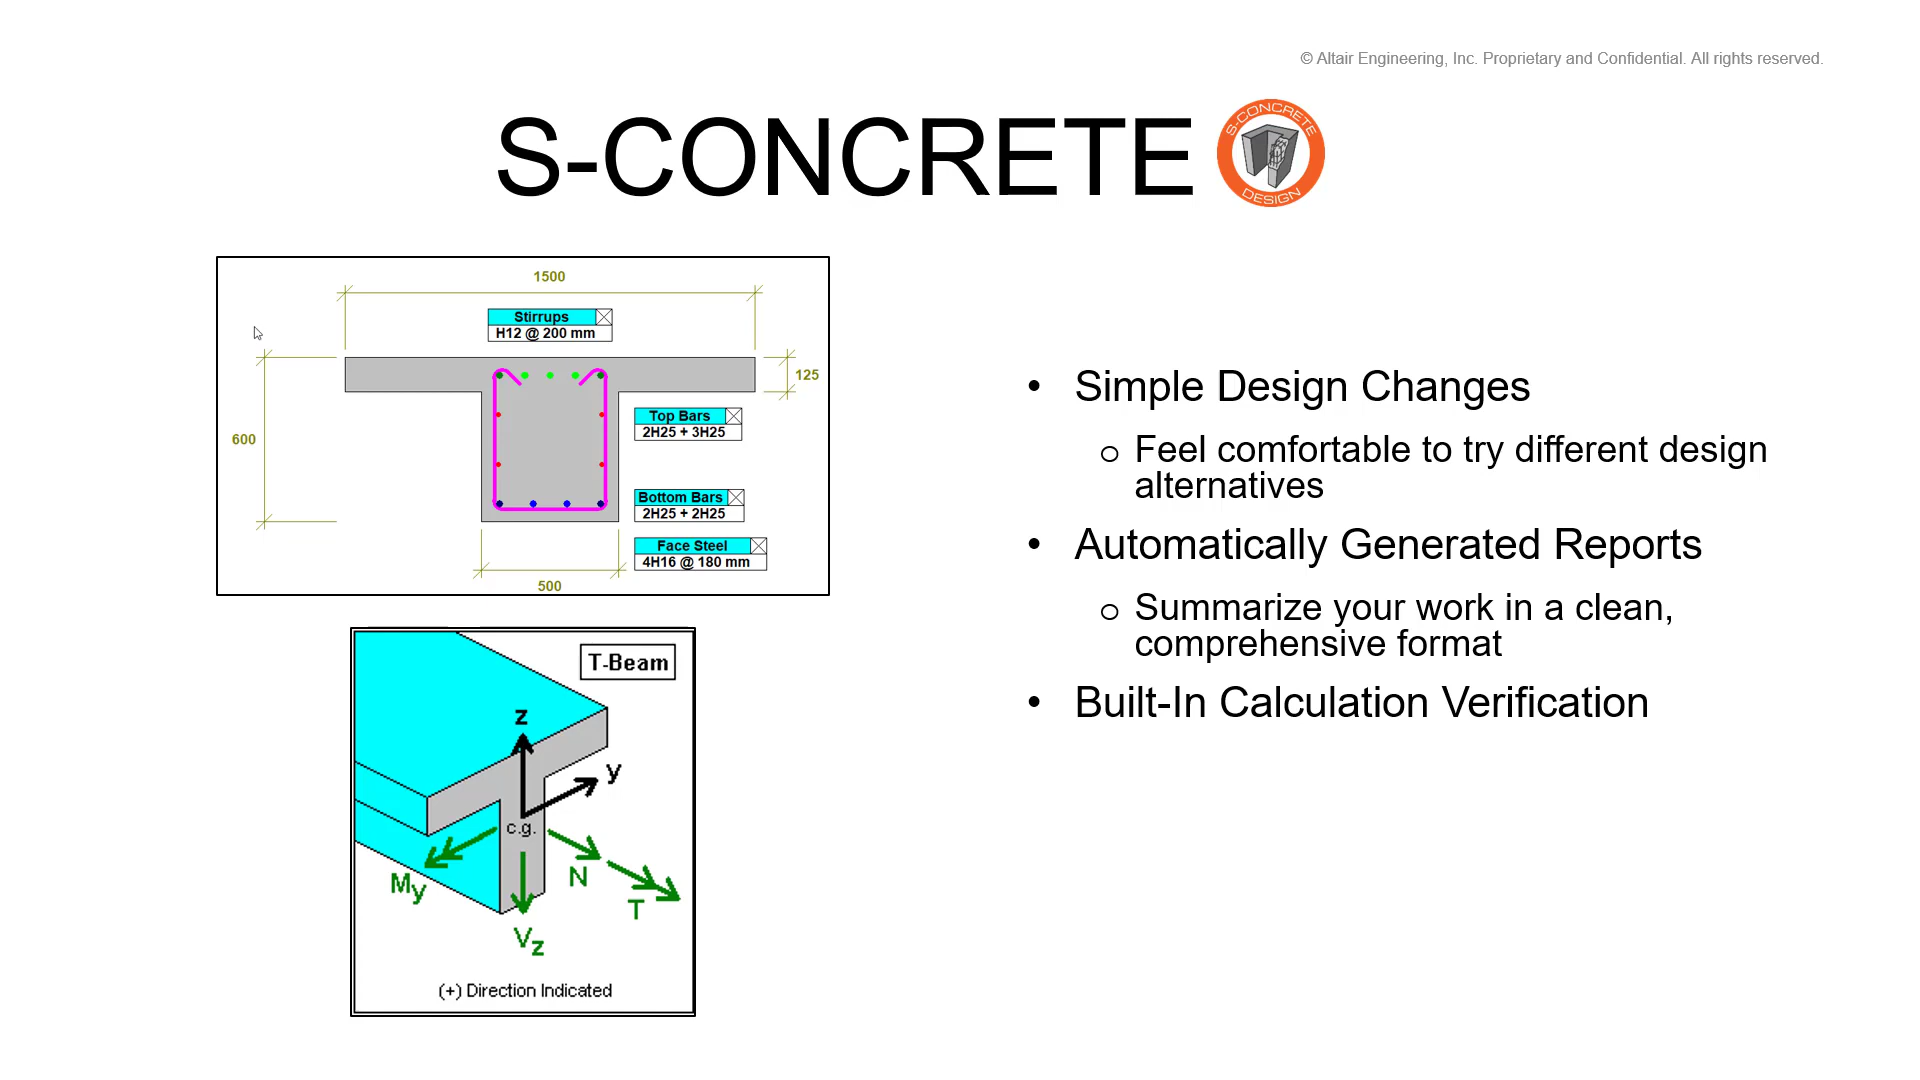 © Altair Engineering, Inc. Proprietary and Confidential. All rights reserved.
S-CONCRETE
S-CONCRETE
DESIGN
1500
Stirrups
H12 @ 200 mm
125
Top Bars
2H25 + 3H25
600
Bottom Bars
2H25 + 2H25
Face Steel
4H16 @ 180 mm
500
T-Beam
z
y
c.g.
My
N
T
Vz
(+) Direction Indicated
• Simple Design Changes
o Feel comfortable to try different design
alternatives
• Automatically Generated Reports
o Summarize your work in a clean,
comprehensive format
• Built-In Calculation Verification